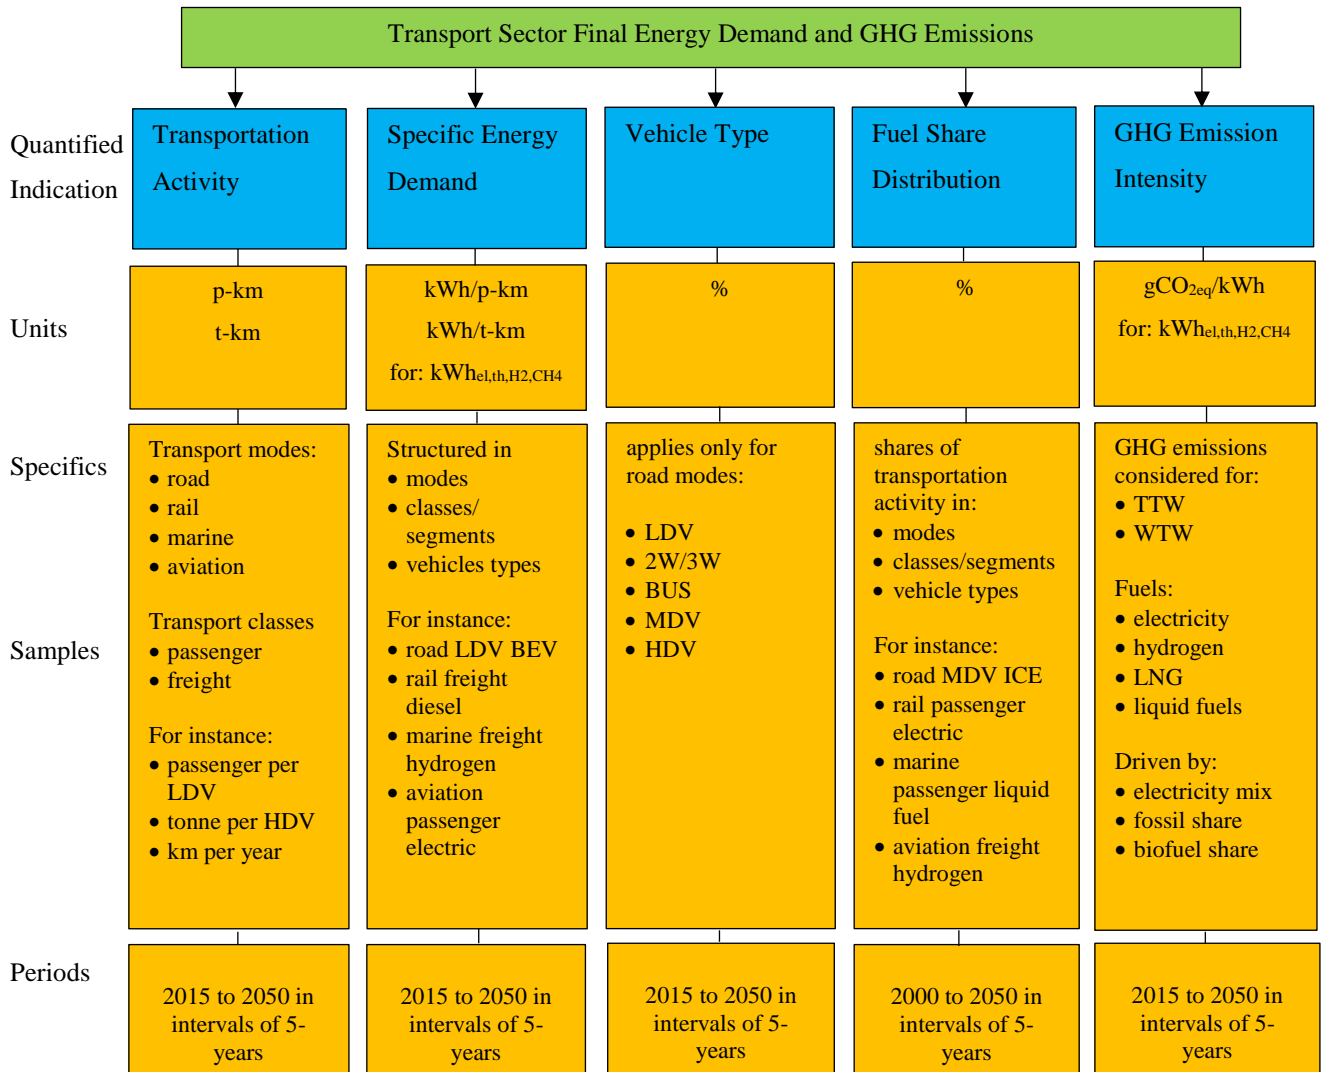 Transport Sector Final Energy Demand and GHG Emissions
Quantified
Indication
Transportation
Activity
Specific Energy
Demand
Vehicle Type
Fuel Share
Distribution
GHG Emission
Intensity
Units
p-km
t-km
kWh/p-km
kWh/t-km
for: kWhel,th,H2,CH4
%
%
gCO2eq/kWh
for: kWhel,th,H2,CH4
Specifics
Samples
Transport modes:
• road
• rail
• marine
• aviation
Transport classes
• passenger
• freight
For instance:
• passenger per
LDV
• tonne per HDV
• km per year
Structured in
• modes
• classes/
segments
• vehicles types
For instance:
• road LDV BEV
• rail freight
diesel
• marine freight
hydrogen
• aviation
passenger
electric
applies only for
road modes:
• LDV
• 2W/3W
• BUS
• MDV
• HDV
shares of
transportation
activity in:
• modes
• classes/segments
• vehicle types
For instance:
• road MDV ICE
• rail passenger
electric
• marine
passenger liquid
fuel
• aviation freight
hydrogen
GHG emissions
considered for:
• TTW
• WTW
Fuels:
• electricity
• hydrogen
• LNG
• liquid fuels
Driven by:
• electricity mix
• fossil share
• biofuel share
Periods
2015 to 2050 in
intervals of 5-
years
2015 to 2050 in
intervals of 5-
years
2015 to 2050 in
intervals of 5-
years
2000 to 2050 in
intervals of 5-
years
2015 to 2050 in
intervals of 5-
years